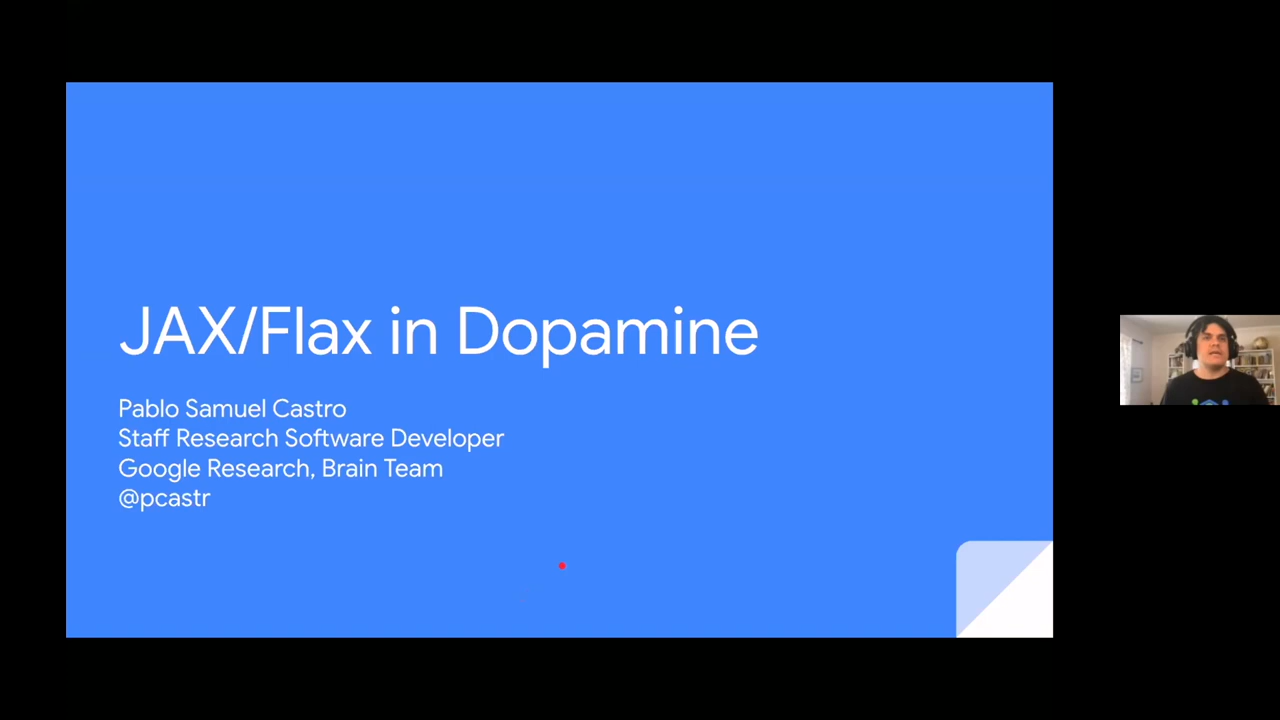 JAX/Flax in Dopamine
Pablo Samuel Castro
Staff Research Software Developer
Google Research, Brain Team
@pcastr